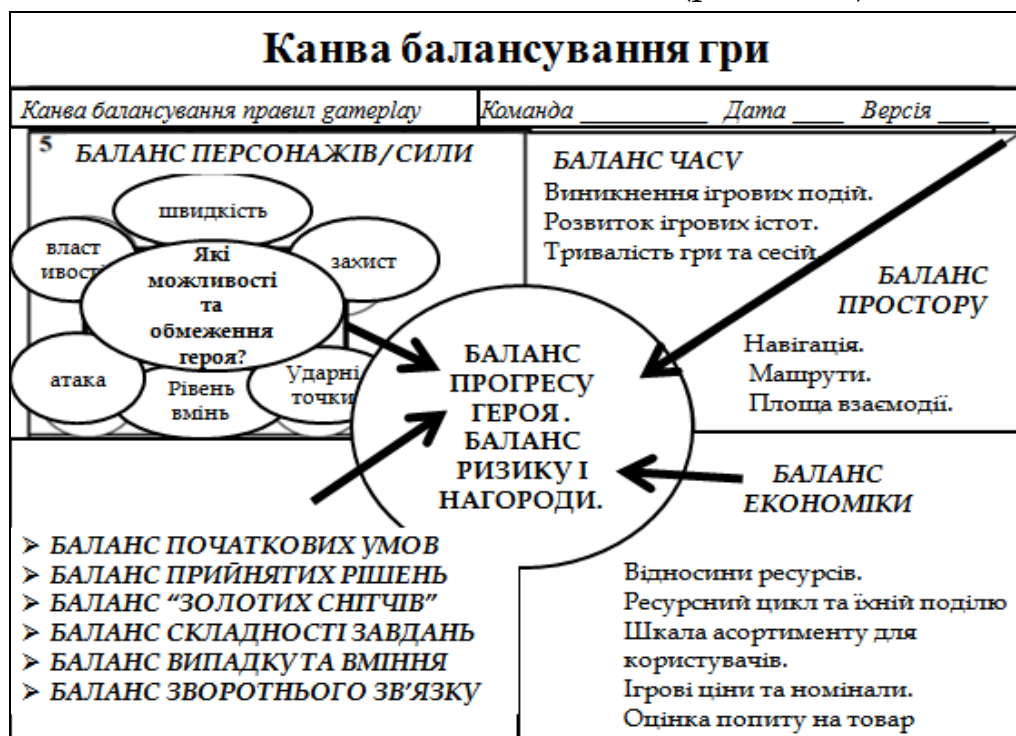 Канва балансування гри
Канва балансування правил gameplay
Команда __________ Дата ____ Версія ____
5
БАЛАНС ПЕРСОНАЖІВ/СИЛИ
швидкість
власт
ивості
захист
Які
можливості
та
обмеження
героя?
атака
Рівень
вмінь
Ударні
точки
БАЛАНС ЧАСУ
Виникнення ігрових подій.
Розвиток ігрових істот.
Тривалість гри та сесій.
БАЛАНС
ПРОСТОРУ
Навігація.
Машрути.
Площа взаємодії.
БАЛАНС
ПРОГРЕСУ
ГЕРОЯ.
БАЛАНС
РИЗИКУ І
НАГОРОДИ.
➤ БАЛАНС ПОЧАТКОВИХ УМОВ
➤ БАЛАНС ПРИЙНЯТИХ РІШЕНЬ
➤ БАЛАНС “ЗОЛОТИХ СНІТЧІВ”
➤ БАЛАНС СКЛАДНОСТІ ЗАВДАНЬ
➤ БАЛАНС ВИПАДКУ ТА ВМІННЯ
➤ БАЛАНС ЗВОРОТНЬОГО ЗВ’ЯЗКУ
БАЛАНС
ЕКОНОМІКИ
Відносини ресурсів.
Ресурсний цикл та їхній поділю
Шкала асортименту для
користувачів.
Ігрові ціни та номінали.
Оцінка попиту на товар